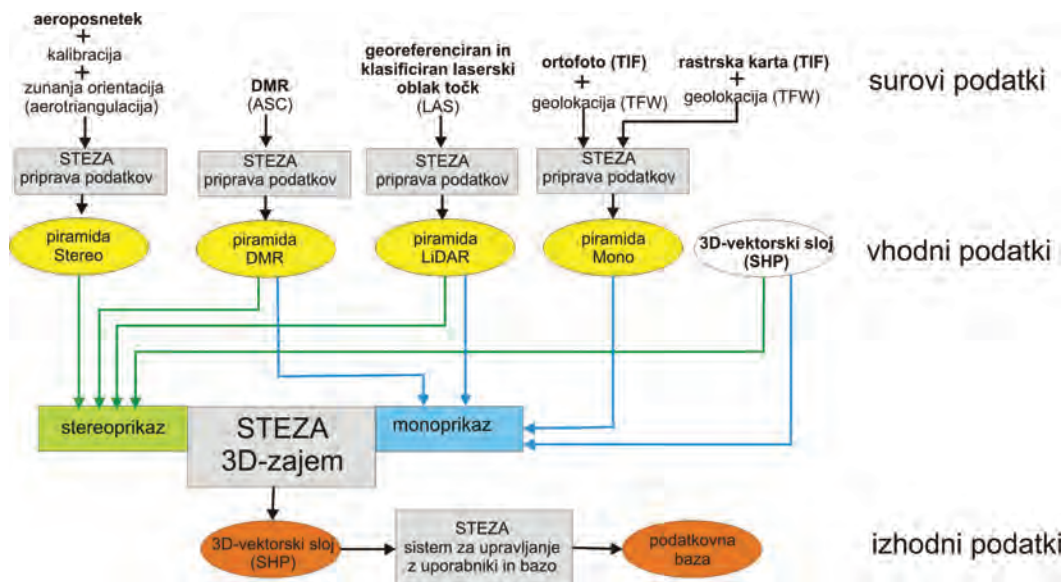 aeroposnetek
+
kalibracija
+
zunanja orientacija
(aerotriangulacija)
DMR
(ASC)
georeferenciran in
klasificiran laserski
oblak točk
(LAS)
ortofoto (TIF)
+
geolokacija (TFW)
rastrska karta (TIF)
+
geolokacija (TFW)
surovi podatki
STEZA
priprava podatkov
STEZA
priprava podatkov
STEZA
priprava podatkov
STEZA
priprava podatkov
piramida
Stereo
piramida
DMR
piramida
LiDAR
piramida
Mono
3D-vektorski sloj
(SHP)
vhodni podatki
stereoprikaz
STEZA
3D-zajem
monoprikaz
3D-vektorski sloj
(SHP)
STEZA
sistem za upravljanje
z uporabniki in bazo
podatkovna
baza
izhodni podatki